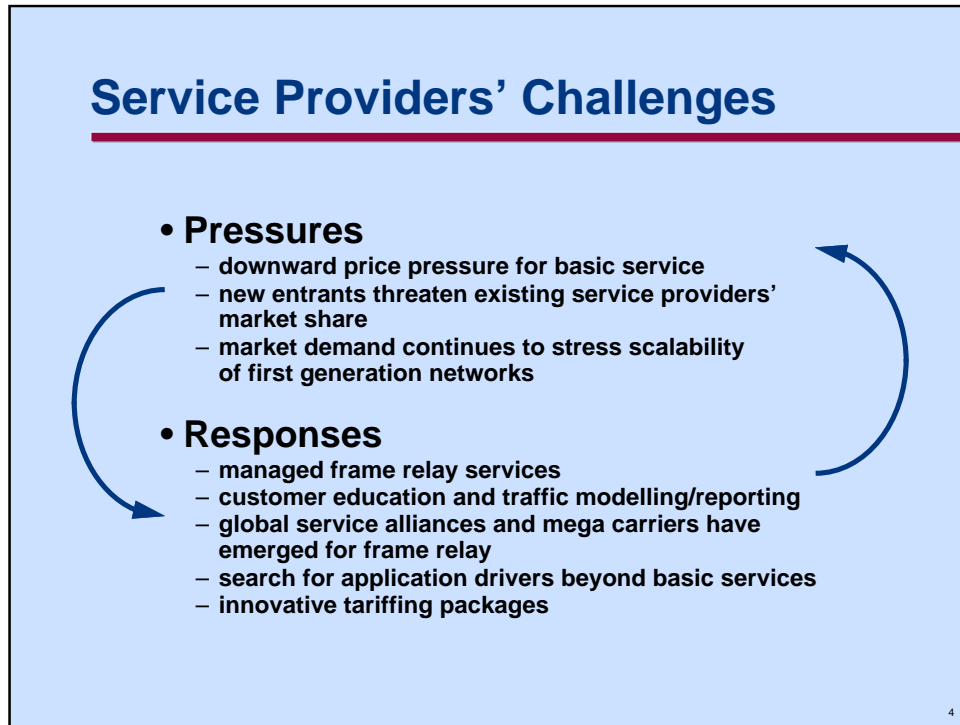 Service Providers’ Challenges
• Pressures
– downward price pressure for basic service
– new entrants threaten existing service providers’
market share
– market demand continues to stress scalability
of first generation networks
• Responses
– managed frame relay services
– customer education and traffic modelling/reporting
– global service alliances and mega carriers have
emerged for frame relay
– search for application drivers beyond basic services
– innovative tariffing packages
4